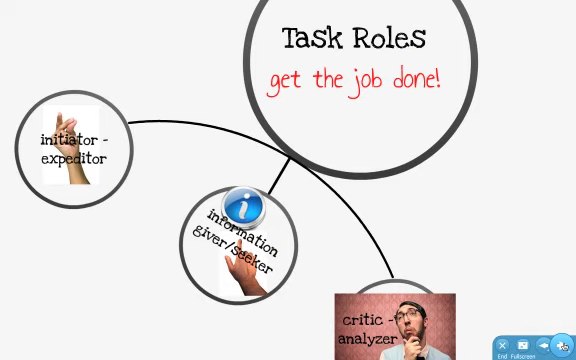 Task Roles
get the job done!
initiator -
expeditor
i
information
giver/seeker
critic -
analyzer
End Fullscreen